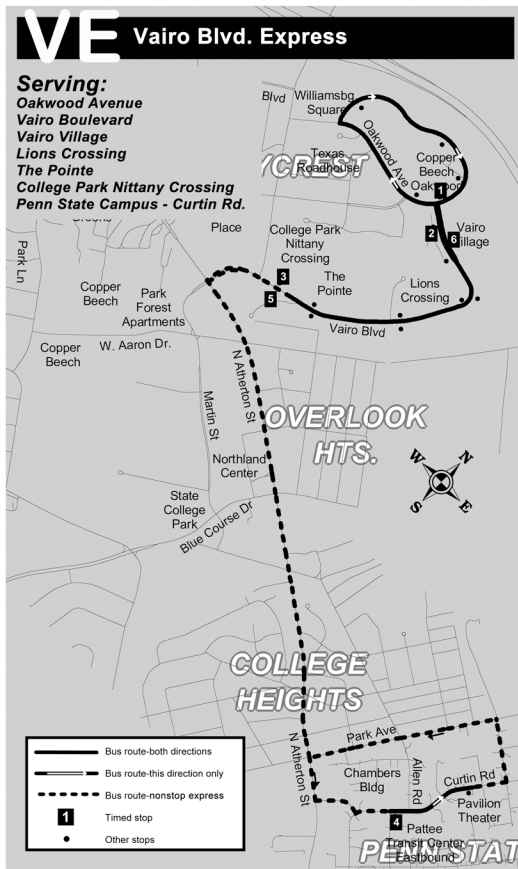 VE Vairo Blvd. Express
Serving:
Oakwood Avenue
Vairo Boulevard
Vairo Village
Lions Crossing
The Pointe
College Park Nittany Crossing
Penn State Campus - Curtin Rd.
Blvd
Williamsbg
Square
Oakwood Ave
Texas
Roadhouse
YCREST
Copper
Beech
1
2
6
Vairo
illage
Place
College Park
Nittany
Crossing
3
5
The
Pointe
Lions
Crossing
Vairo Blvd
Park Ln
Copper
Beech
Park
Forest
Apartments
Copper
Beech
W. Aaron Dr.
N Atherton St
Martin St
OVERLOOK
HTS.
Northland
Center
State
College
Park
Blue Course Dr
W
N
S
E
COLLEGE
HEIGHTS
N Atherton St
Park Ave
Chambers
Bldg
Allen Rd
Curtin Rd
Pavilion
Theater
4
Pattee
Transit Center
Eastbound
PENN STAT
Bus route-both directions
Bus route-this direction only
Bus route-nonstop express
1 Timed stop
Other stops